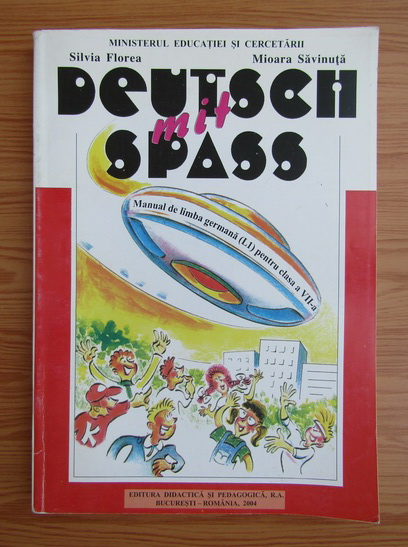 MINISTERUL EDUCAȚIEI ȘI CERCETĂRII
Silvia Florea Mioara Săvinuță
DEUTSCH
mit
SPASS
Manual de limba germană (L1) pentru clasa a VII-a
K
EDITURA DIDACTICĂ ȘI PEDAGOGICĂ, R.A.
BUCUREȘTI – ROMÂNIA, 2004